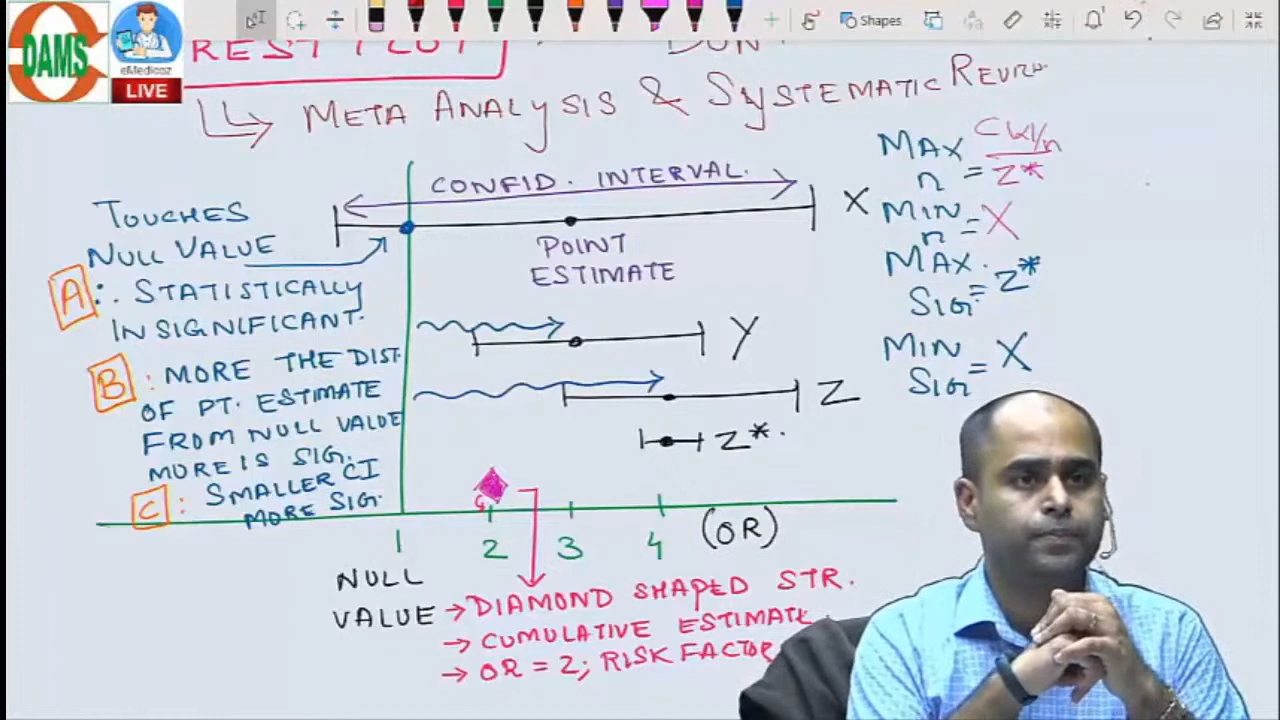 DAMS
eMedicoz
LIVE
Shapes
REST PLOT
META ANALYSIS & SYSTEMATIC
CONFID. INTERVAL.
X
TOUCHES
NULL VALUE
POINT
ESTIMATE
A ∴ STATISTICALLY
INSIGNIFICANT.
Y
B : MORE THE DIST.
OF PT. ESTIMATE
FROM NULL VALUE
MORE IS SIG.
Z
Z*.
C : SMALLER CI
MORE SIG.
1 2 3 4 (OR)
NULL
VALUE
→ DIAMOND SHAPED STR.
→ CUMULATIVE ESTIMATE
→ OR = 2; RISK FACTOR
MAX
n = Z*
MIN
n = X
MAX.
SIG = Z*
MIN
SIG = X